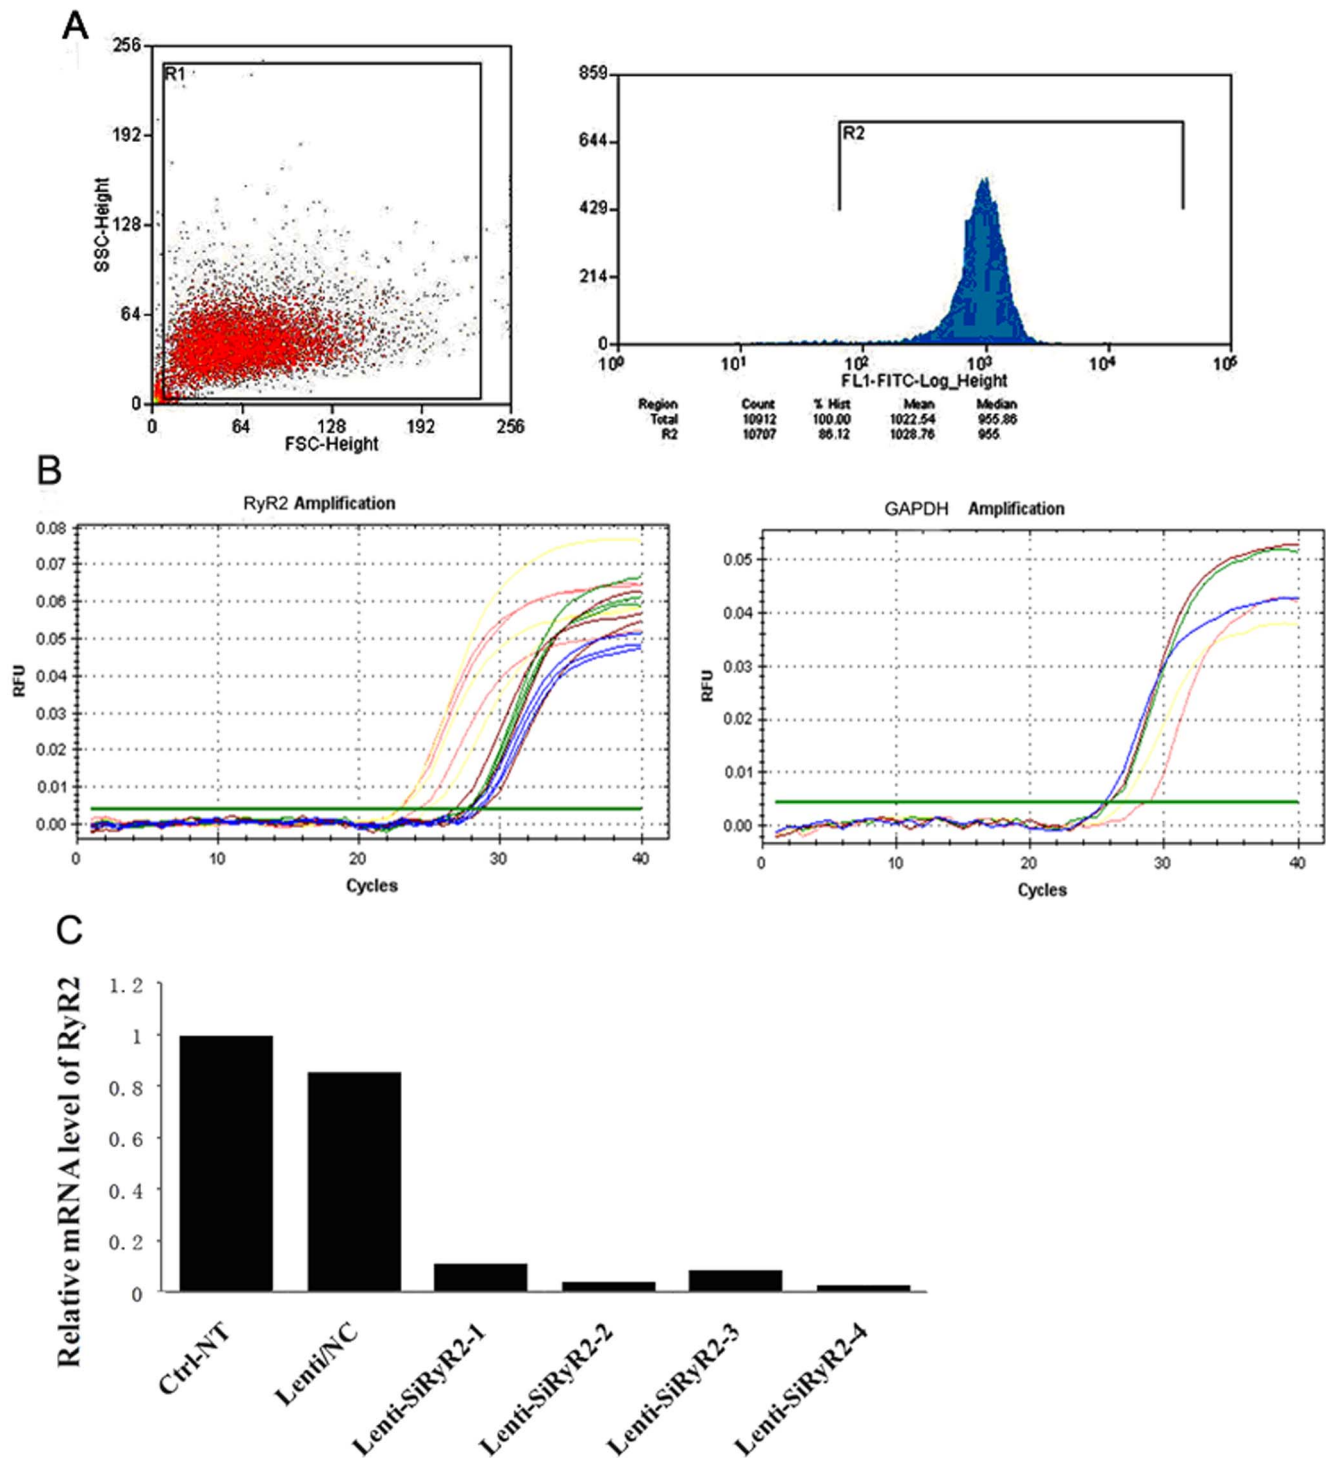 A
256
192
128
64
0
R1
SSC-Height
0 64 128 192 256
FSC-Height
859
644
429
214
0
R2
10⁰ 10¹ 10² 10³ 10⁴ 10⁵
FL1-FITC-Log_Height
Region Count % Hist Mean Median
Total 10912 100.00 1022.54 955.86
R2 10707 86.12 1028.76 955
B
RyR2 Amplification
0.08
0.07
0.06
0.05
0.04
0.03
0.02
0.01
0.00
RFU
0 10 20 30 40
Cycles
GAPDH Amplification
0.05
0.04
0.03
0.02
0.01
0.00
RFU
0 10 20 30 40
Cycles
C
Relative mRNA level of RyR2
1.2
1
0.8
0.6
0.4
0.2
0
Ctrl-NT
Lenti/NC
Lenti-SiRyR2-1
Lenti-SiRyR2-2
Lenti-SiRyR2-3
Lenti-SiRyR2-4